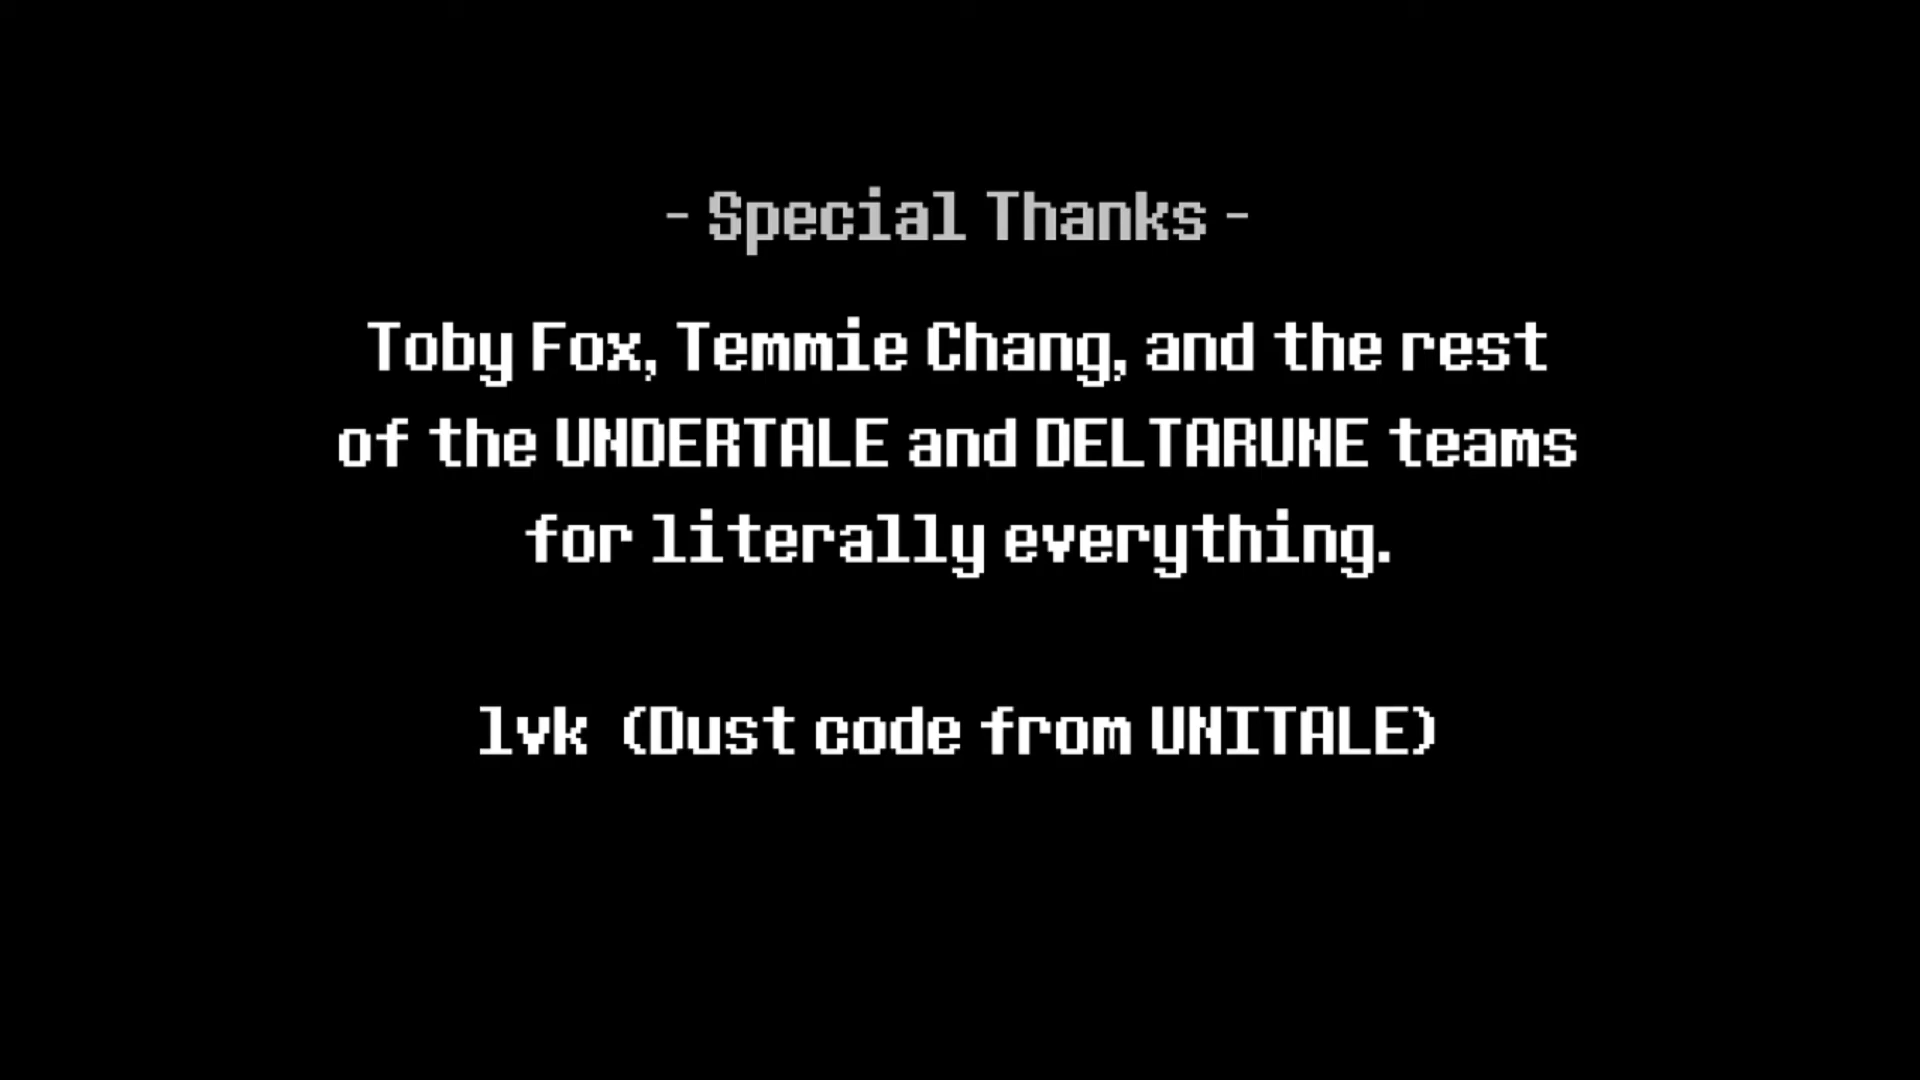 - Special Thanks -
Toby Fox, Temmie Chang, and the rest
of the UNDERTALE and DELTARUNE teams
for literally everything.
lvk (Dust code from UNITALE)